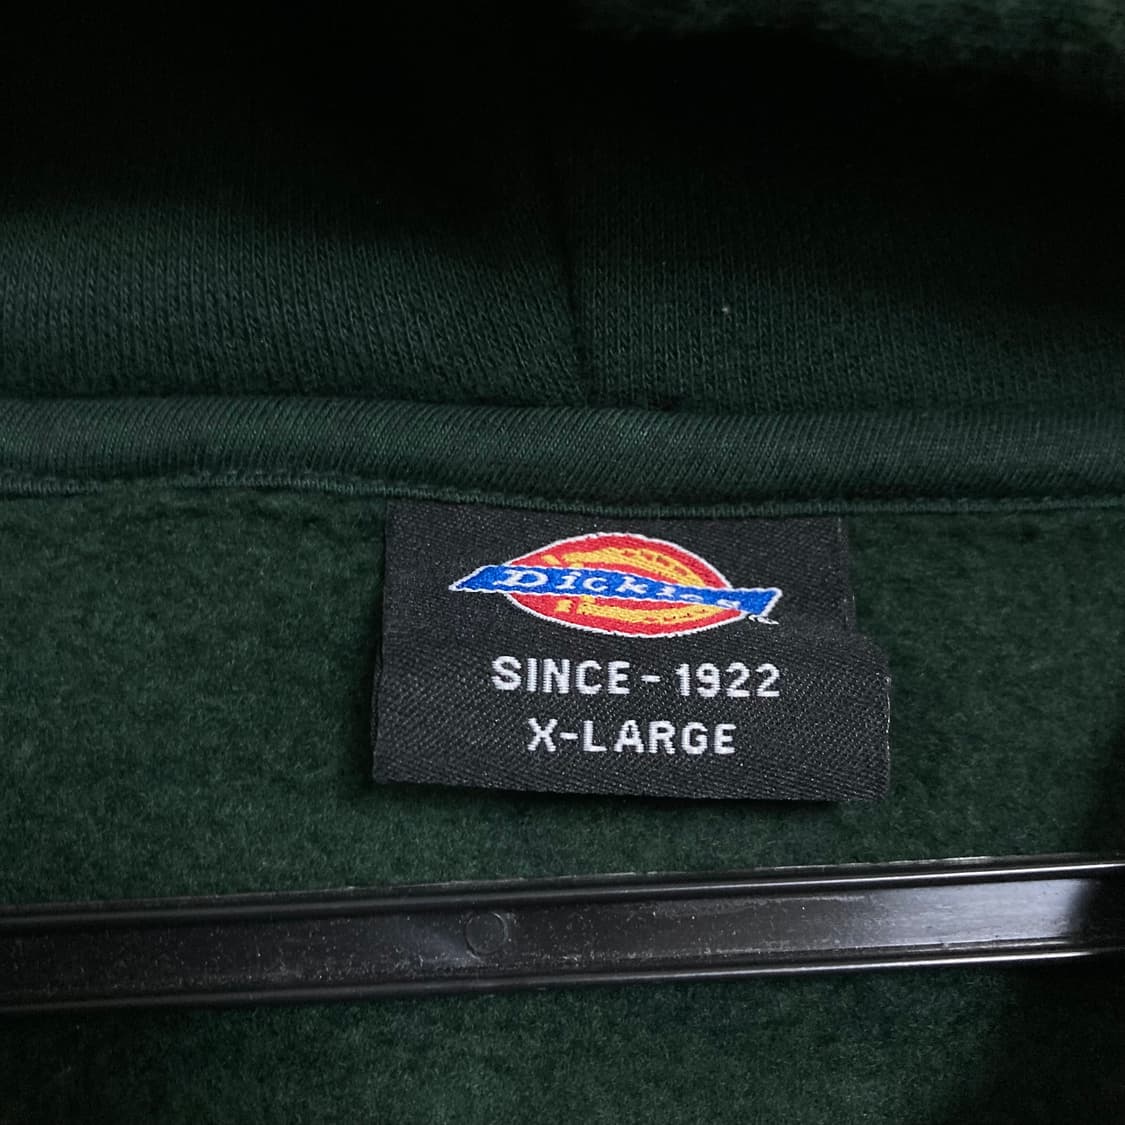 Dickies
SINCE - 1922
X-LARGE